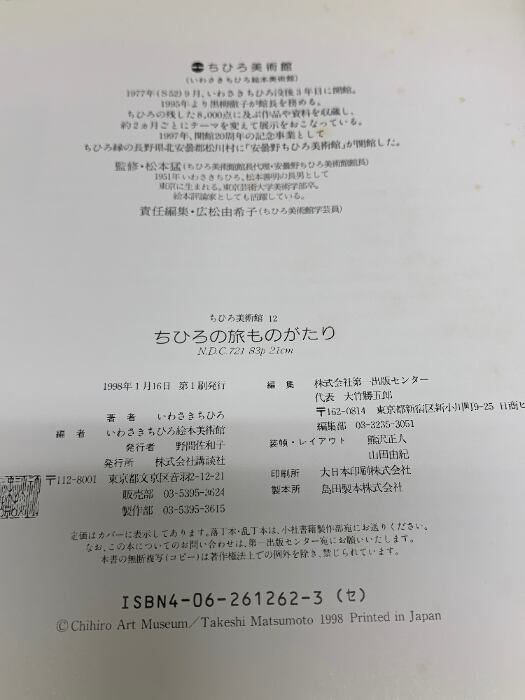 ちひろ美術館
(いわさきちひろ絵本美術館)
1977年(S52)9月、いわさきちひろ没後3年目に開館。
1995年より黒柳徹子が館長を務める。
ちひろの残した8,000点に及ぶ作品や資料を収蔵し、
約2ヵ月ごとにテーマを変えて展示をおこなっている。
1997年、開館20周年の記念事業として
ちひろ縁の長野県北安曇郡松川村に「安曇野ちひろ美術館」が開館した。
監修・松本猛(ちひろ美術館館長代理・安曇野ちひろ美術館館長)
1951年いわさきちひろ、松本善明の長男として
東京に生まれる。東京芸術大学美術学部卒。
絵本評論家としても活躍している。
責任編集・広松由希子(ちひろ美術館学芸員)
ちひろ美術館 12
ちひろの旅ものがたり
N.D.C.721 83p 21cm
1998年1月16日 第1刷発行
著者 いわさきちひろ
編者 いわさきちひろ絵本美術館
発行者 野間佐和子
発行所 株式会社講談社
〒112-8001 東京都文京区音羽2-12-21
販売部 03-5395-3624
製作部 03-5395-3615
編集 株式会社第一出版センター
代表 大竹勝五郎
〒162-0814 東京都新宿区新小川町9-25 日商ビ
編集部 03-3235-3051
装幀・レイアウト 熊沢正人
山田由紀
印刷所 大日本印刷株式会社
製本所 島田製本株式会社
定価はカバーに表示してあります。落丁本・乱丁本は、小社書籍製作部宛にお送りください。
なお、この本についてのお問い合わせは、第一出版センター宛にお願いいたします。
本書の無断複写(コピー)は著作権法上での例外を除き、禁じられています。
ISBN4-06-261262-3 (セ)
©Chihiro Art Museum/Takeshi Matsumoto 1998 Printed in Japan